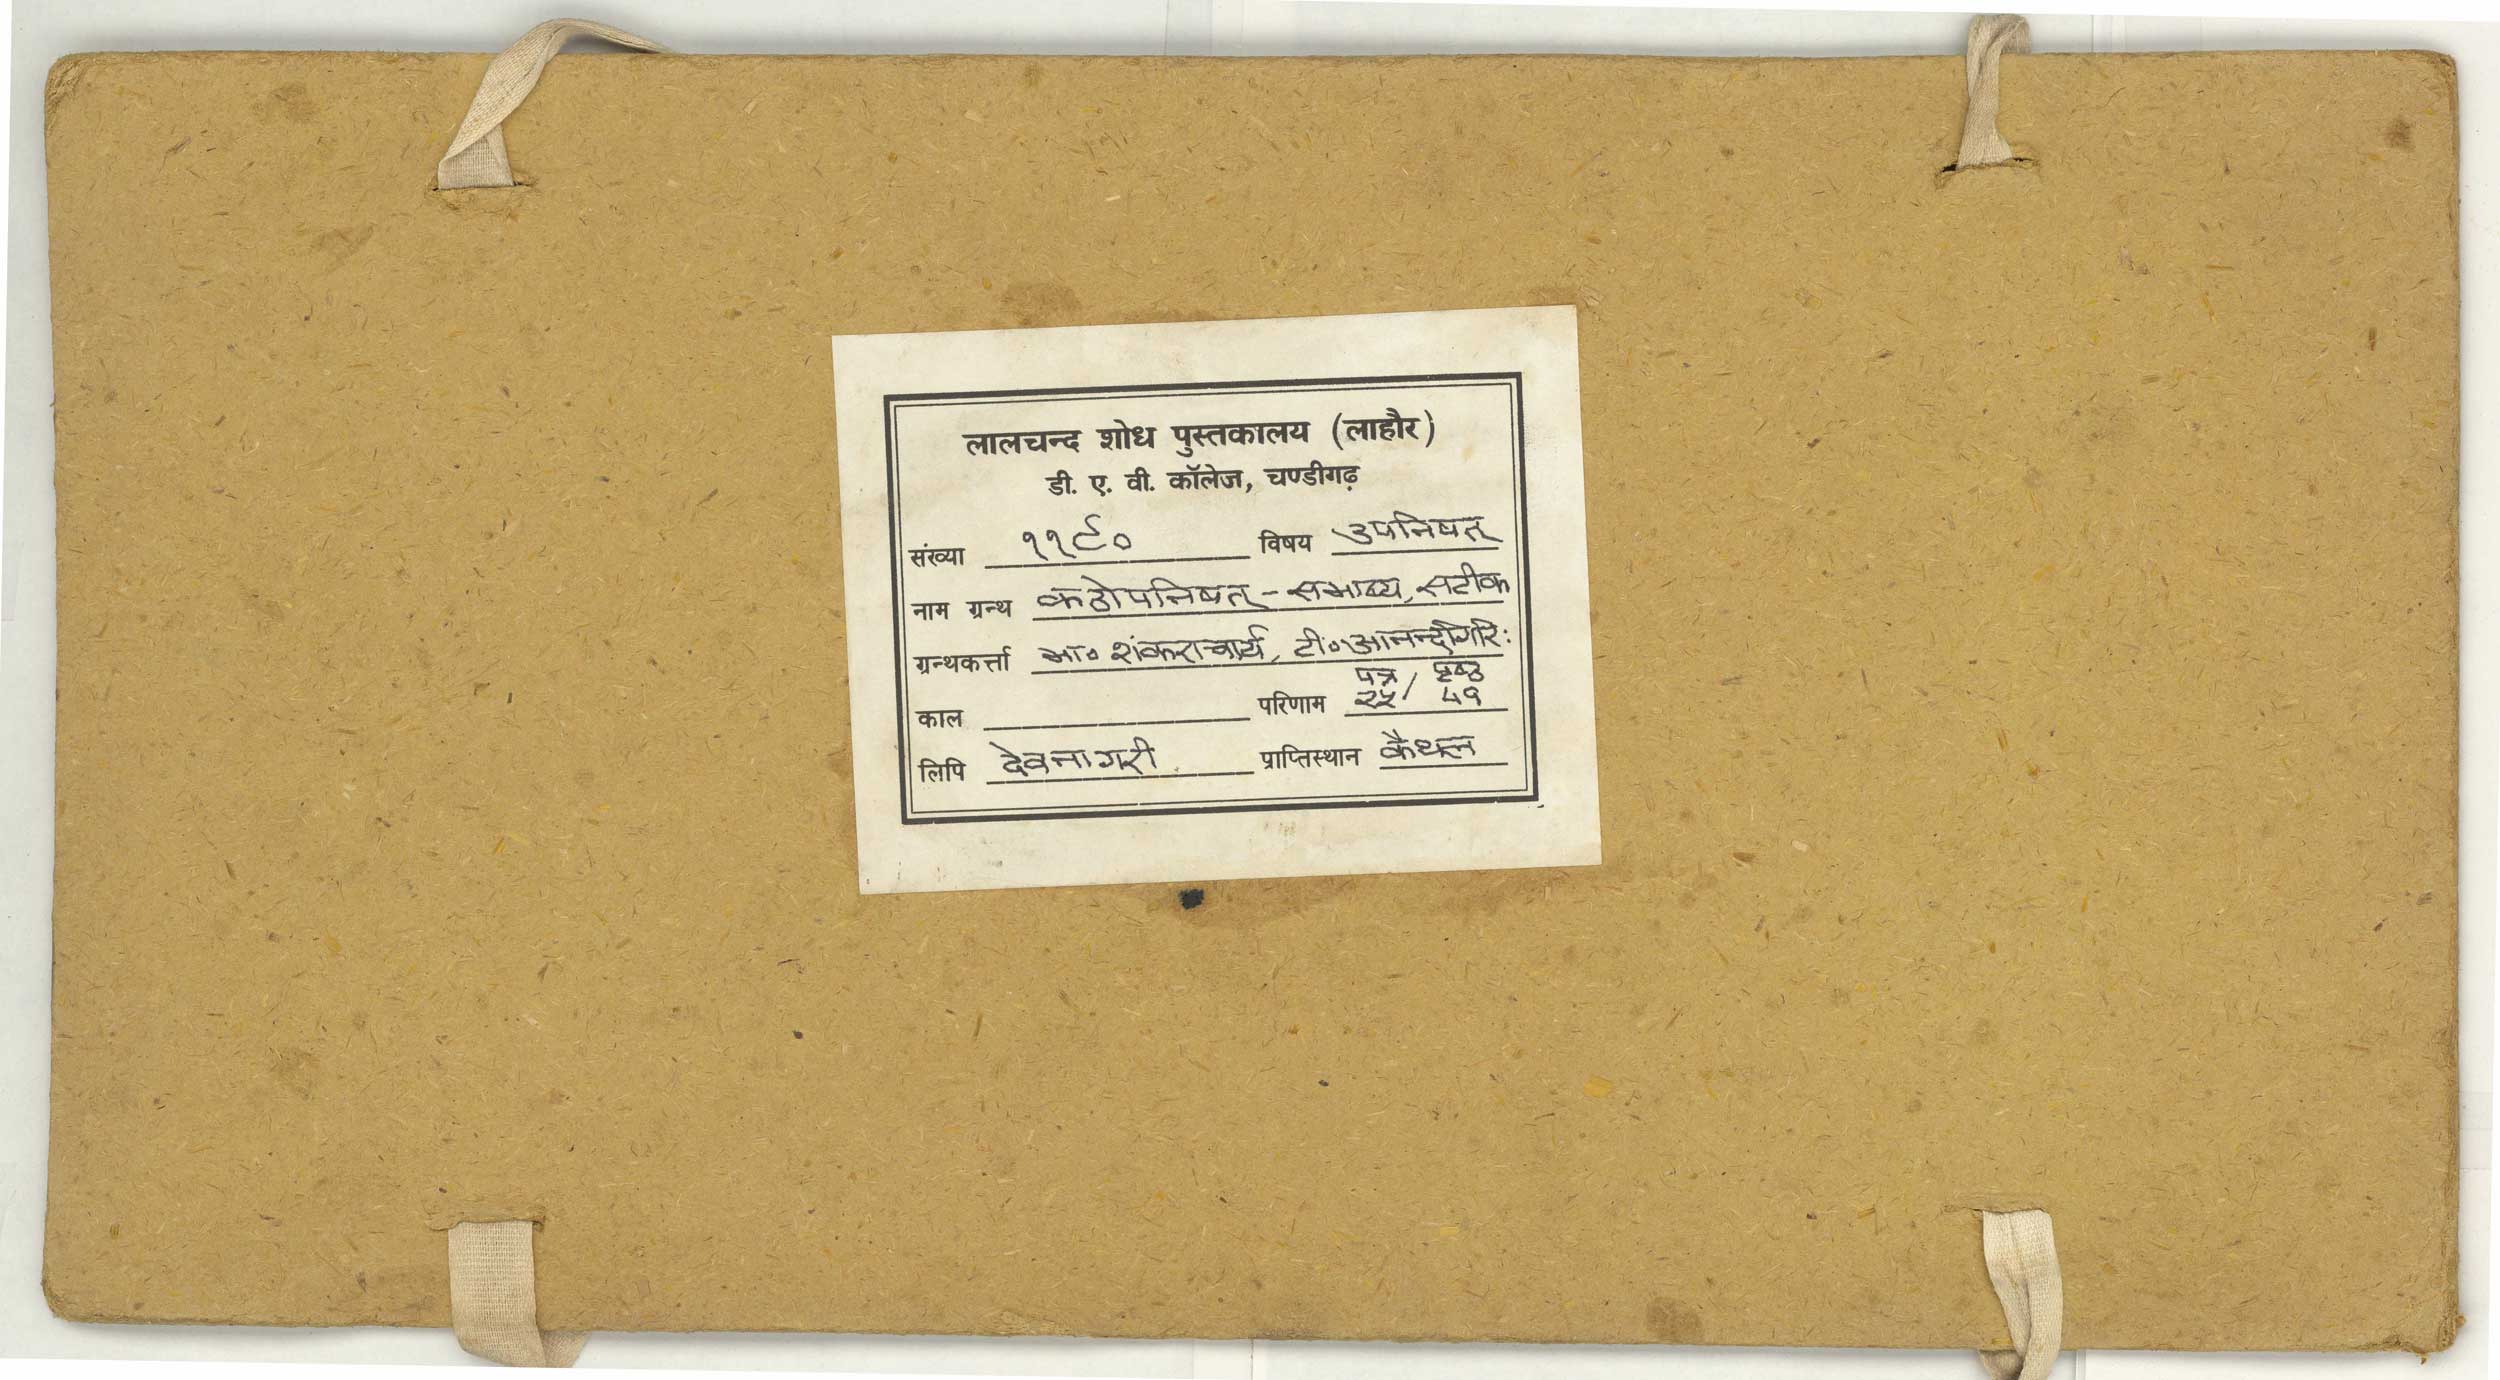 लालचन्द शोध पुस्तकालय (लाहौर)
डी. ए. वी. कॉलेज, चण्डीगढ़
संख्या ११९० विषय उपनिषत्
नाम ग्रन्थ कठोपनिषत् - सभाष्य, सटीक
ग्रन्थकर्त्ता भा० शंकराचार्य, टी० आनन्दगिरिः
पत्र / पृष्ठ
काल परिणाम २५ / ५१
लिपि देवनागरी प्राप्तिस्थान कैथल